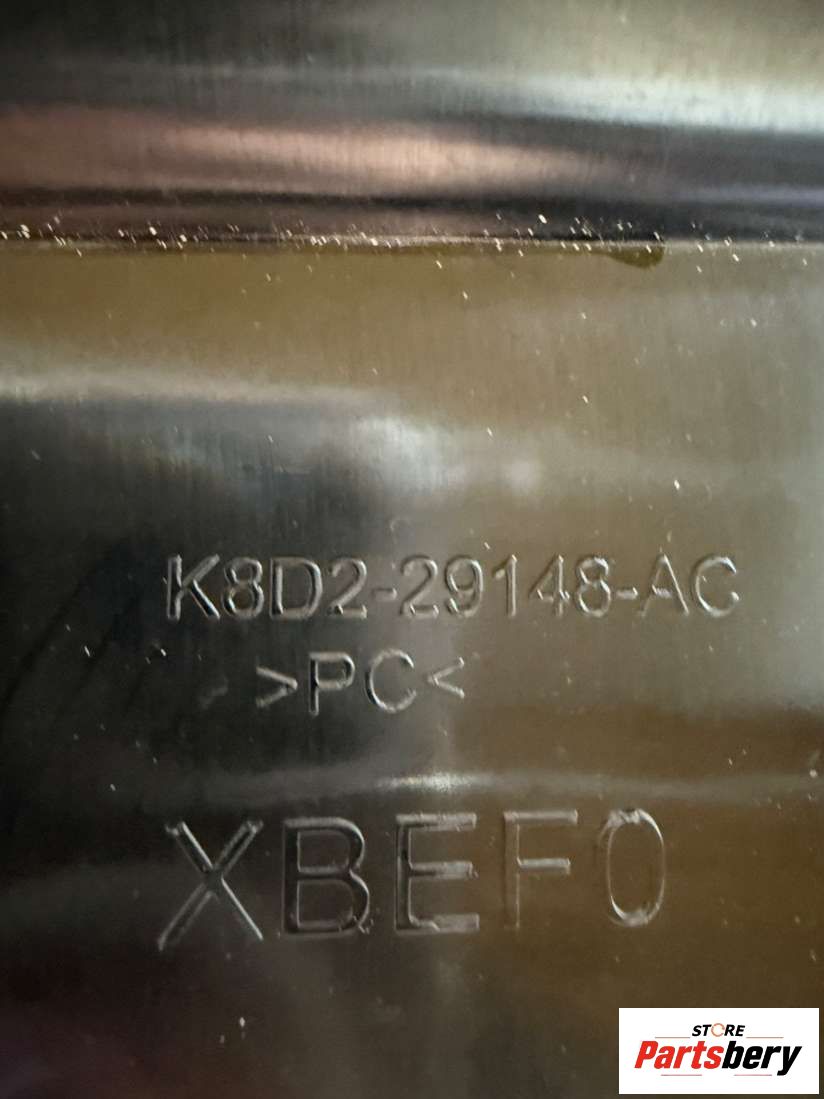 K8D2-29148-AC
>PC<
XBEF0
STORE
Partsbery